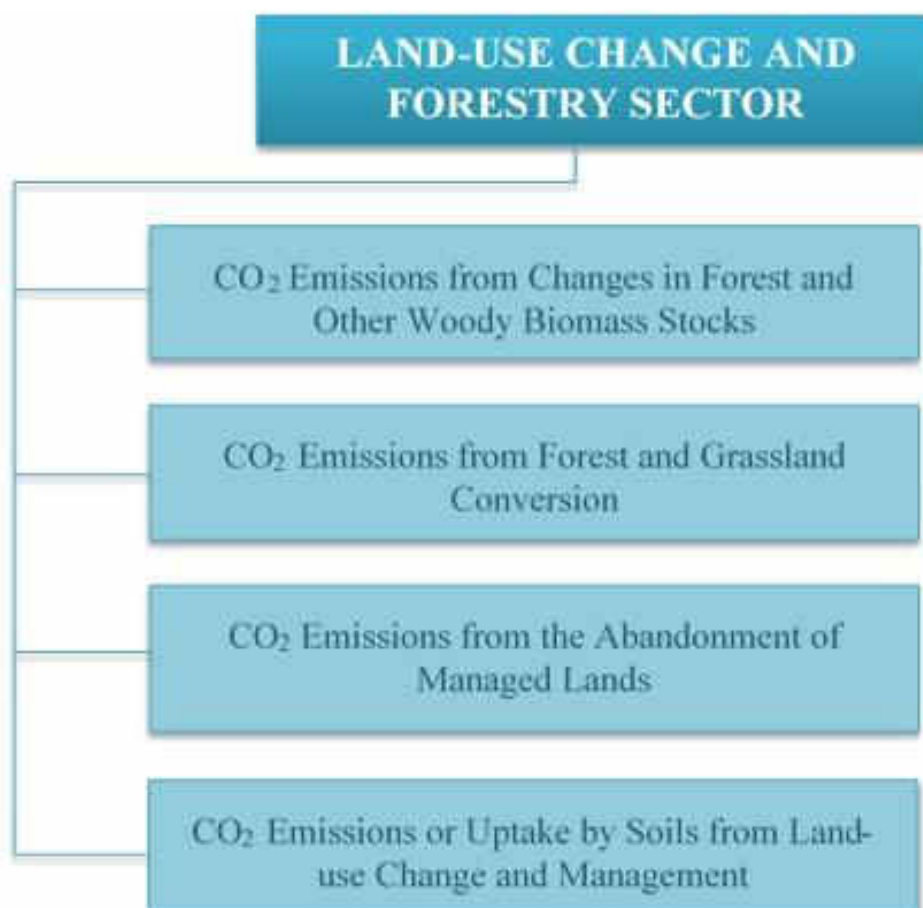 LAND-USE CHANGE AND
FORESTRY SECTOR
CO₂ Emissions from Changes in Forest and
Other Woody Biomass Stocks
CO₂ Emissions from Forest and Grassland
Conversion
CO₂ Emissions from the Abandonment of
Managed Lands
CO₂ Emissions or Uptake by Soils from Land-
use Change and Management